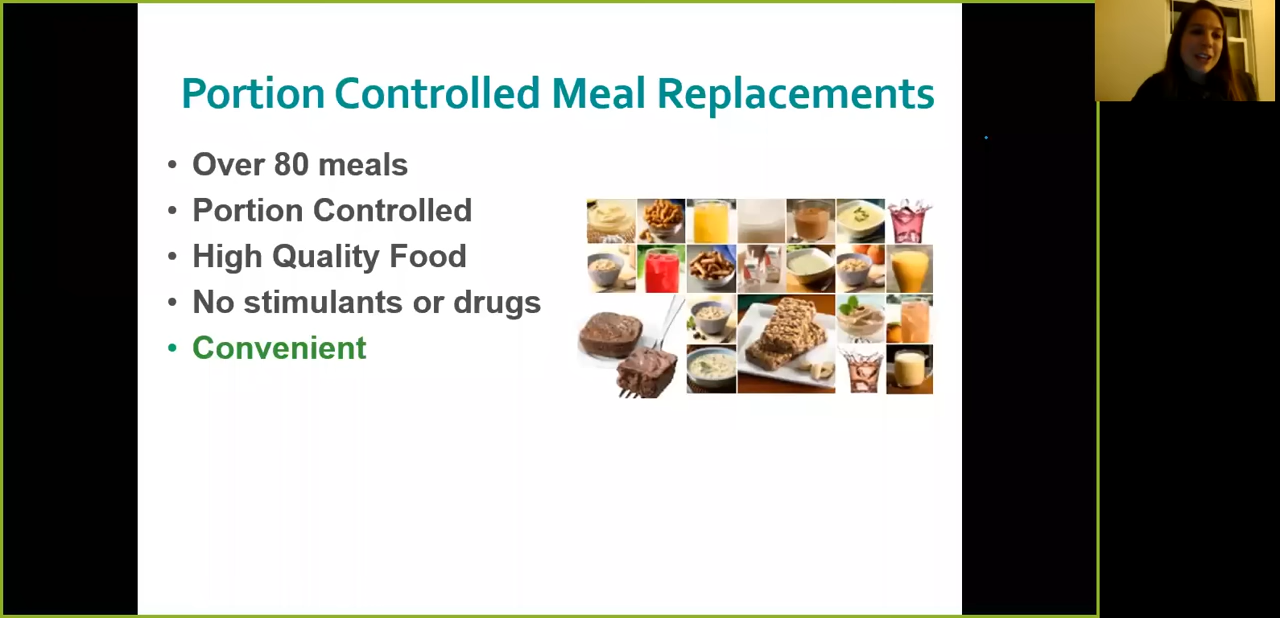 Portion Controlled Meal Replacements
• Over 80 meals
• Portion Controlled
• High Quality Food
• No stimulants or drugs
• Convenient